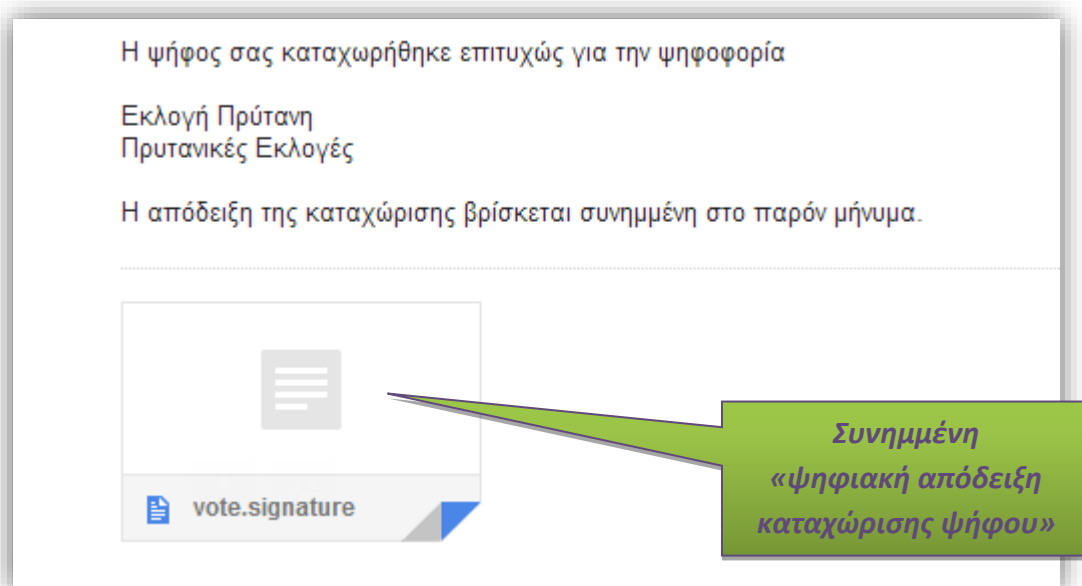 Η ψήφος σας καταχωρήθηκε επιτυχώς για την ψηφοφορία
Εκλογή Πρύτανη
Πρυτανικές Εκλογές
Η απόδειξη της καταχώρισης βρίσκεται συνημμένη στο παρόν μήνυμα.
vote.signature
Συνημμένη
«ψηφιακή απόδειξη
καταχώρισης ψήφου»